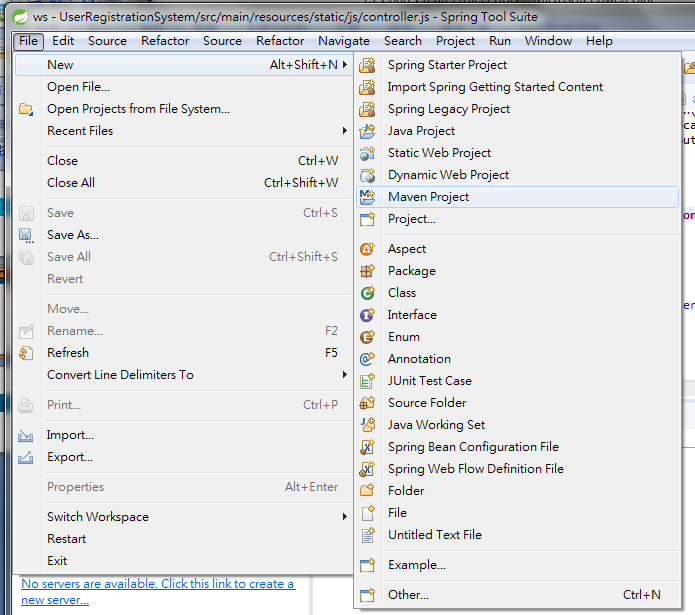 ws - UserRegistrationSystem/src/main/resources/static/js/controller.js - Spring Tool Suite
File Edit Source Refactor Source Refactor Navigate Search Project Run Window Help
New Alt+Shift+N
Open File...
Open Projects from File System...
Recent Files
Close Ctrl+W
Close All Ctrl+Shift+W
Save Ctrl+S
Save As...
Save All Ctrl+Shift+S
Revert
Move...
Rename... F2
Refresh F5
Convert Line Delimiters To
Print... Ctrl+P
Import...
Export...
Properties Alt+Enter
Switch Workspace
Restart
Exit
Spring Starter Project
Import Spring Getting Started Content
Spring Legacy Project
Java Project
Static Web Project
Dynamic Web Project
Maven Project
Project...
Aspect
Package
Class
Interface
Enum
Annotation
JUnit Test Case
Source Folder
Java Working Set
Spring Bean Configuration File
Spring Web Flow Definition File
Folder
File
Untitled Text File
Example...
Other... Ctrl+N
No servers are available. Click this link to create a
new server...